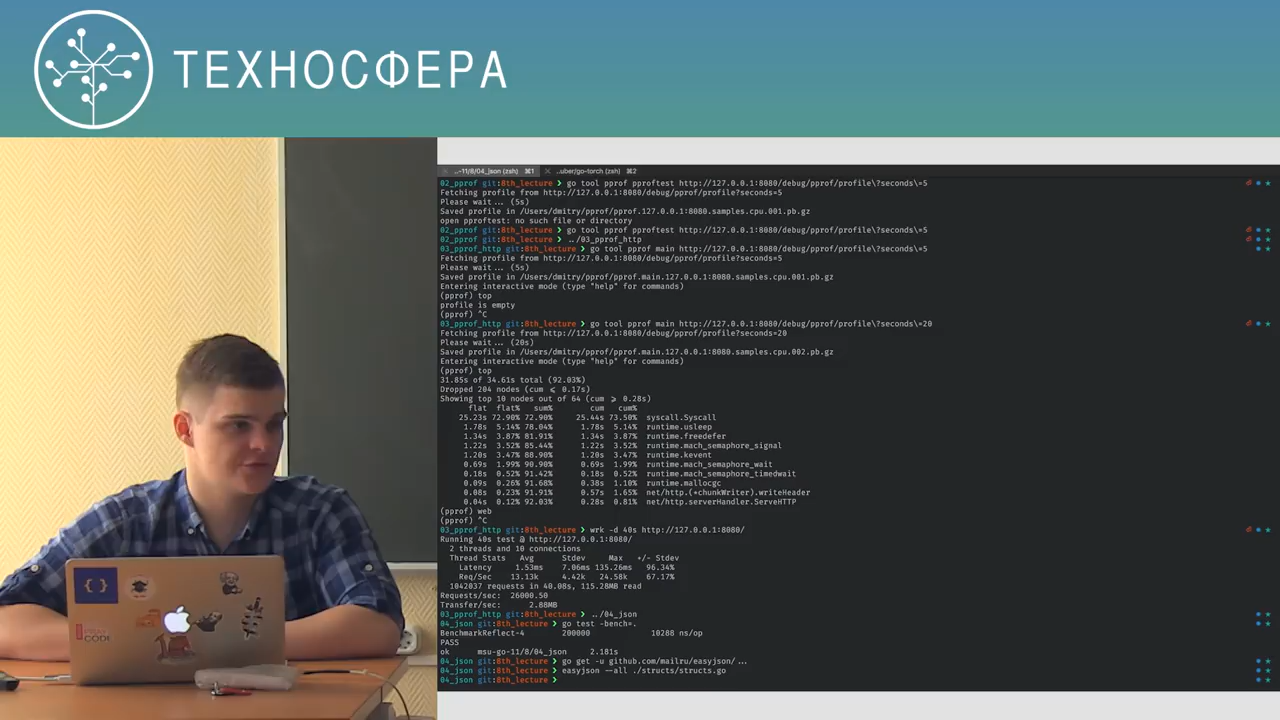 ТЕХНОСФЕРА
..-11/8/04_json (zsh) ⌘1 ..uber/go-torch (zsh) ⌘2
02_pprof git:8th_lecture ❯ go tool pprof pproftest http://127.0.0.1:8080/debug/pprof/profile\?seconds\=5
Fetching profile from http://127.0.0.1:8080/debug/pprof/profile?seconds=5
Please wait... (5s)
Saved profile in /Users/dmitry/pprof/pprof.127.0.0.1:8080.samples.cpu.001.pb.gz
open pproftest: no such file or directory
02_pprof git:8th_lecture ❯ go tool pprof pproftest http://127.0.0.1:8080/debug/pprof/profile\?seconds\=5
02_pprof git:8th_lecture ❯ ../03_pprof_http
03_pprof_http git:8th_lecture ❯ go tool pprof main http://127.0.0.1:8080/debug/pprof/profile\?seconds\=5
Fetching profile from http://127.0.0.1:8080/debug/pprof/profile?seconds=5
Please wait... (5s)
Saved profile in /Users/dmitry/pprof/pprof.main.127.0.0.1:8080.samples.cpu.001.pb.gz
Entering interactive mode (type "help" for commands)
(pprof) top
profile is empty
(pprof) ^C
03_pprof_http git:8th_lecture ❯ go tool pprof main http://127.0.0.1:8080/debug/pprof/profile\?seconds\=20
Fetching profile from http://127.0.0.1:8080/debug/pprof/profile?seconds=20
Please wait... (20s)
Saved profile in /Users/dmitry/pprof/pprof.main.127.0.0.1:8080.samples.cpu.002.pb.gz
Entering interactive mode (type "help" for commands)
(pprof) top
31.85s of 34.61s total (92.03%)
Dropped 204 nodes (cum ⩽ 0.17s)
Showing top 10 nodes out of 64 (cum ⩾ 0.28s)
flat flat% sum% cum cum%
25.23s 72.90% 72.90% 25.44s 73.50% syscall.Syscall
1.78s 5.14% 78.04% 1.78s 5.14% runtime.usleep
1.34s 3.87% 81.91% 1.34s 3.87% runtime.freedefer
1.22s 3.52% 85.44% 1.22s 3.52% runtime.mach_semaphore_signal
1.20s 3.47% 88.90% 1.20s 3.47% runtime.kevent
0.69s 1.99% 90.90% 0.69s 1.99% runtime.mach_semaphore_wait
0.18s 0.52% 91.42% 0.18s 0.52% runtime.mach_semaphore_timedwait
0.09s 0.26% 91.68% 0.38s 1.10% runtime.mallocgc
0.08s 0.23% 91.91% 0.57s 1.65% net/http.(*chunkWriter).writeHeader
0.04s 0.12% 92.03% 0.28s 0.81% net/http.serverHandler.ServeHTTP
(pprof) web
(pprof) ^C
03_pprof_http git:8th_lecture ❯ wrk -d 40s http://127.0.0.1:8080/
Running 40s test @ http://127.0.0.1:8080/
2 threads and 10 connections
Thread Stats Avg Stdev Max +/- Stdev
Latency 1.53ms 7.06ms 135.26ms 96.34%
Req/Sec 13.13k 4.42k 24.58k 67.17%
1042037 requests in 40.08s, 115.28MB read
Requests/sec: 26000.50
Transfer/sec: 2.88MB
03_pprof_http git:8th_lecture ❯ ../04_json
04_json git:8th_lecture ❯ go test -bench=.
BenchmarkReflect-4 200000 10288 ns/op
PASS
ok msu-go-11/8/04_json 2.181s
04_json git:8th_lecture ❯ go get -u github.com/mailru/easyjson/...
04_json git:8th_lecture ❯ easyjson --all ./structs/structs.go
04_json git:8th_lecture ❯
{ }
CODE